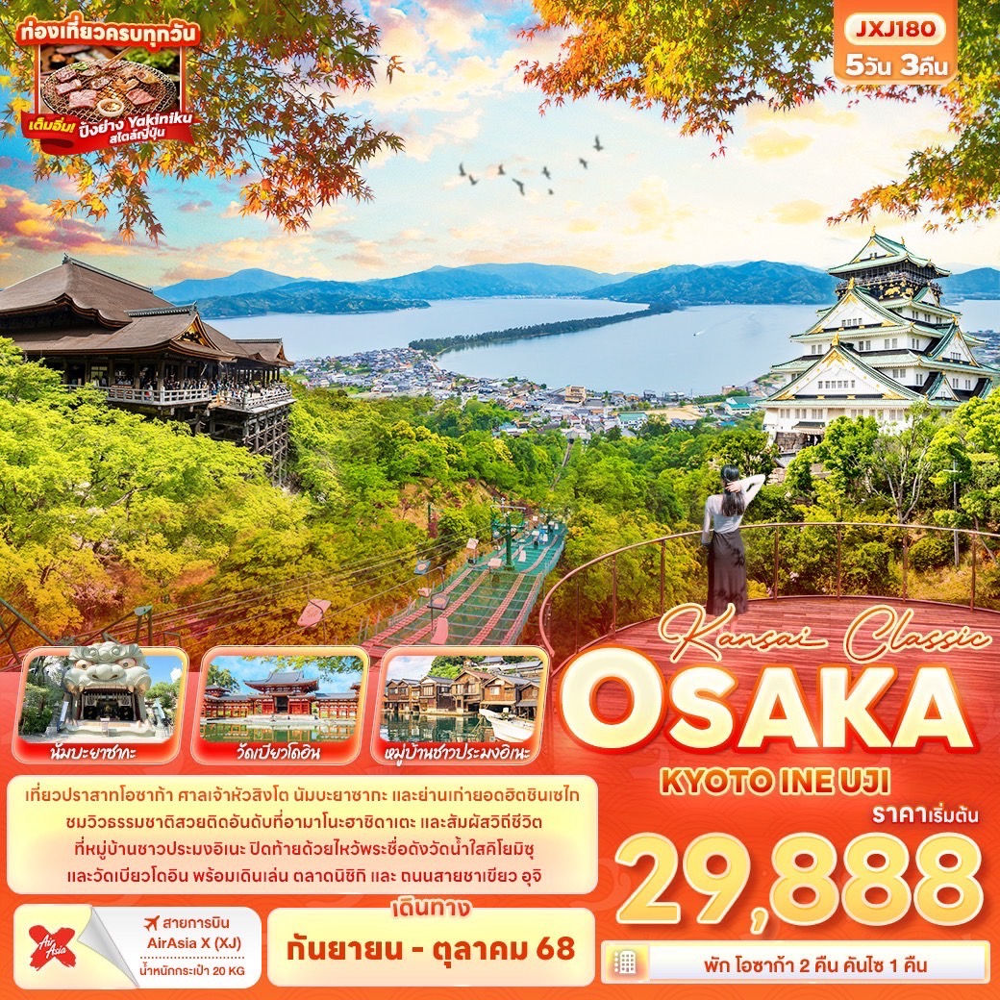 ท่องเที่ยวครบทุกวัน
เต็มอิ่ม! ปิ้งย่าง Yakiniku
สไตล์ญี่ปุ่น
JXJ180
5วัน 3คืน
Kansai Classic
OSAKA
KYOTO INE UJI
ราคาเริ่มต้น
29,888
พัก โอซาก้า 2 คืน คันไซ 1 คืน
นัมบะยาซากะ
วัดเบียวโดอิน
หมู่บ้านชาวประมงอิเนะ
เที่ยวปราสาทโอซาก้า ศาลเจ้าหัวสิงโต นัมบะยาซากะ และย่านเก่ายอดฮิตชินเซไก
ชมวิวธรรมชาติสวยติดอันดับที่อามาโนะฮาชิดาเตะ และสัมผัสวิถีชีวิต
ที่หมู่บ้านชาวประมงอิเนะ ปิดท้ายด้วยไหว้พระชื่อดังวัดน้ำใสคิโยมิซุ
และวัดเบียวโดอิน พร้อมเดินเล่น ตลาดนิชิกิ และ ถนนสายชาเขียว อุจิ
Air
Asia
สายการบิน
AirAsia X (XJ)
น้ำหนักกระเป๋า 20 KG
เดินทาง
กันยายน - ตุลาคม 68